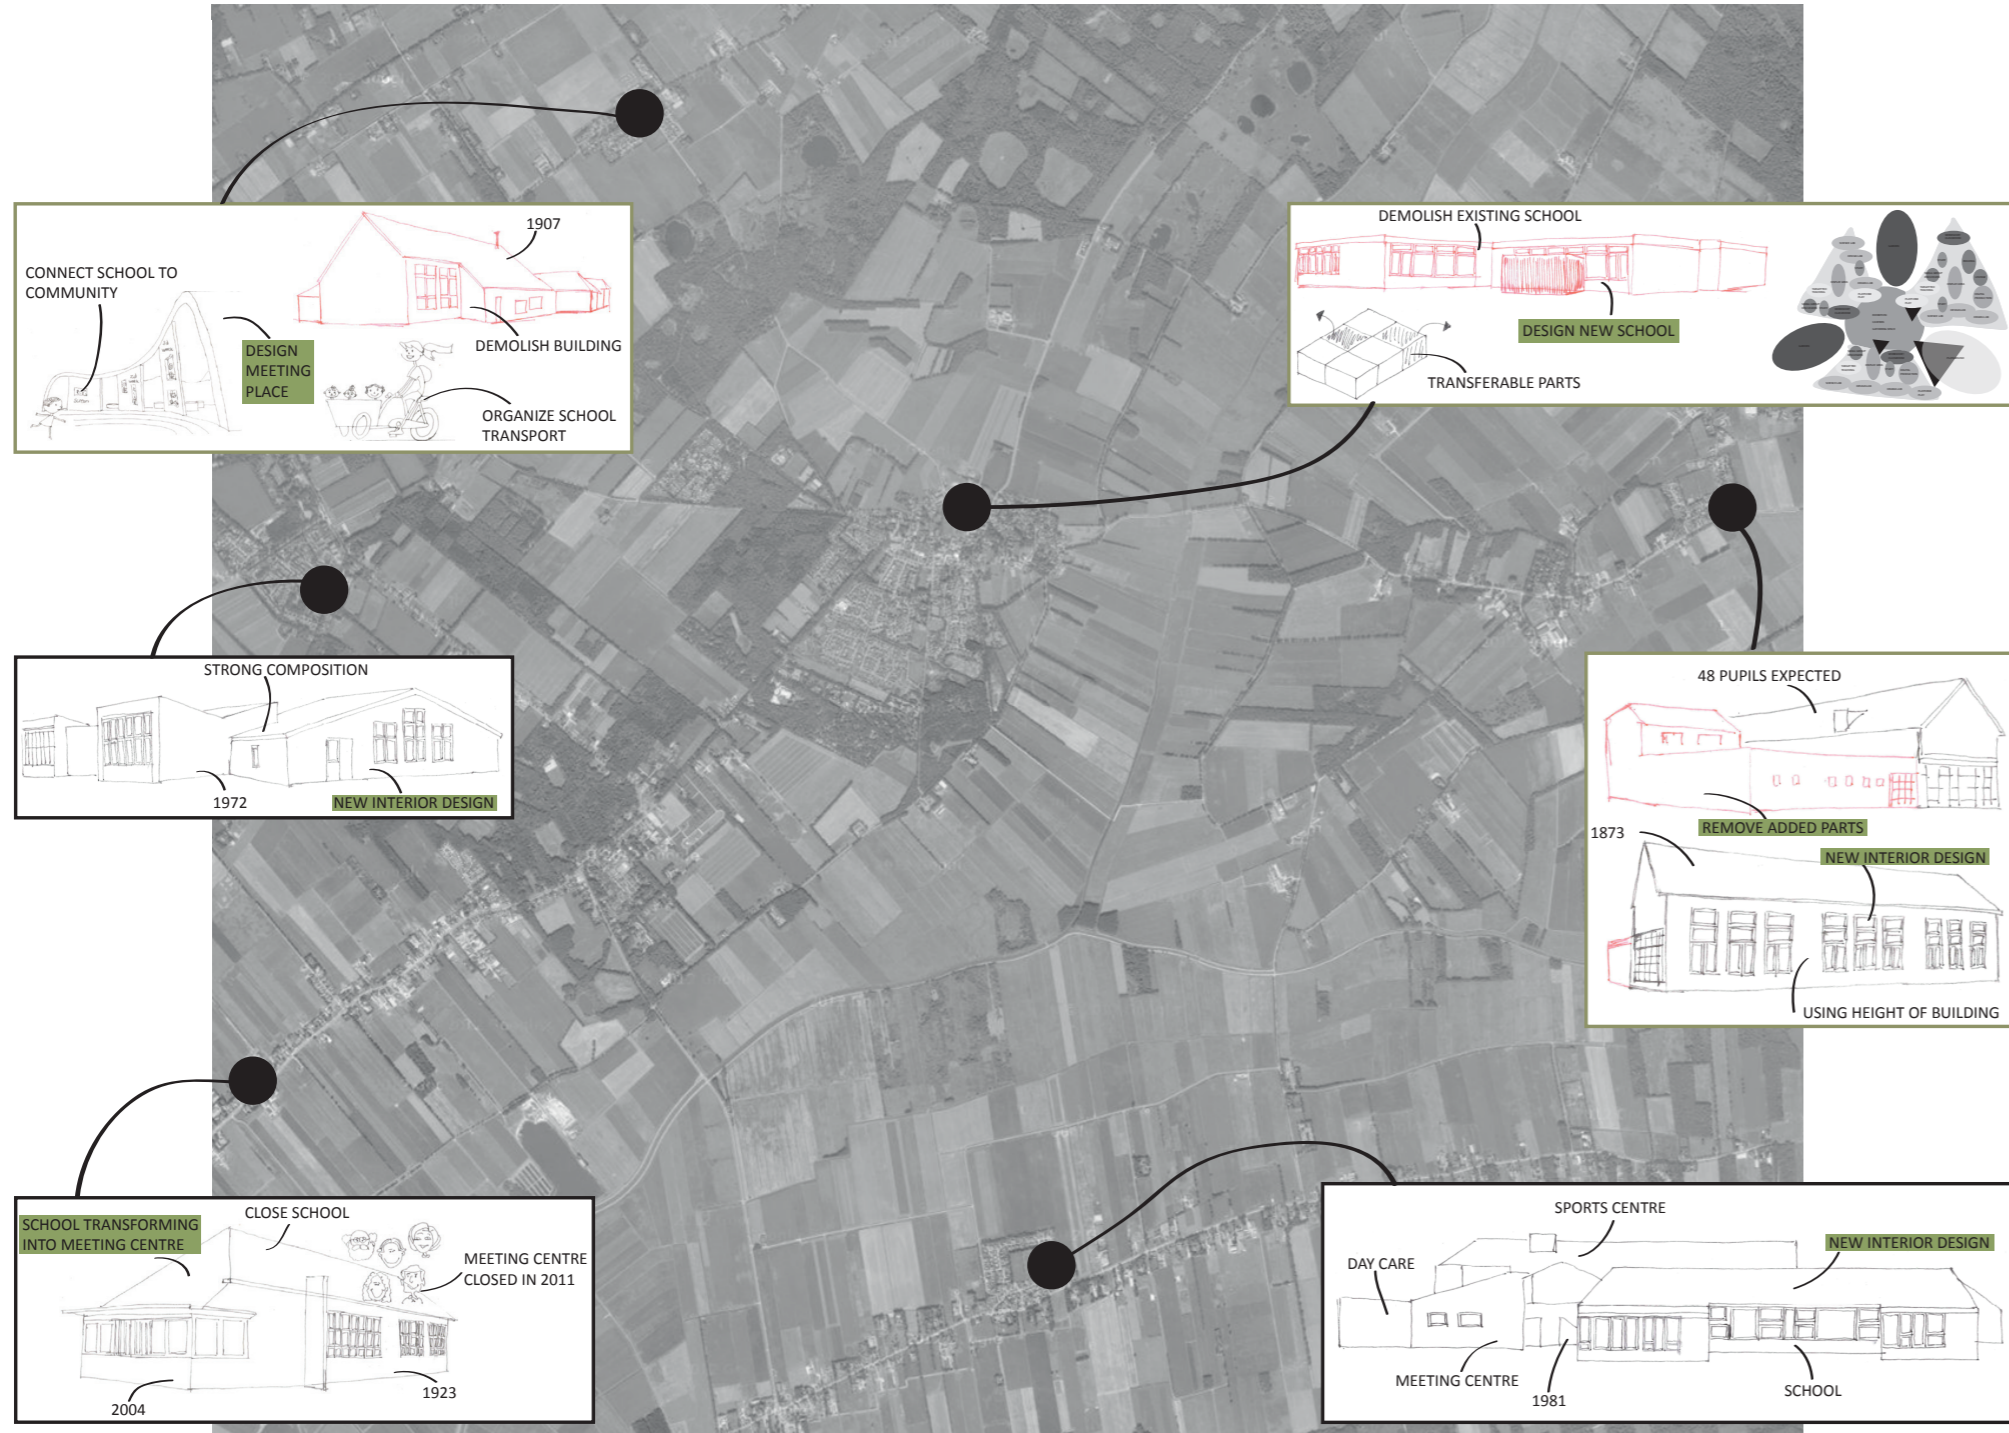 1907
CONNECT SCHOOL TO
COMMUNITY
DESIGN
MEETING
PLACE
DEMOLISH BUILDING
ORGANIZE SCHOOL
TRANSPORT
DEMOLISH EXISTING SCHOOL
DESIGN NEW SCHOOL
TRANSFERABLE PARTS
STRONG COMPOSITION
1972
NEW INTERIOR DESIGN
48 PUPILS EXPECTED
REMOVE ADDED PARTS
1873
NEW INTERIOR DESIGN
USING HEIGHT OF BUILDING
SCHOOL TRANSFORMING
INTO MEETING CENTRE
CLOSE SCHOOL
MEETING CENTRE
CLOSED IN 2011
1923
2004
SPORTS CENTRE
NEW INTERIOR DESIGN
DAY CARE
MEETING CENTRE
1981
SCHOOL